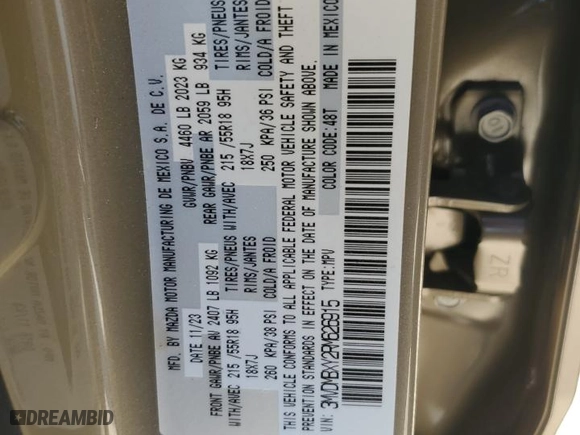 MFG. BY MAZDA MOTOR MANUFACTURING DE MEXICO S.A. DE C.V.
DATE 11/23 GVWR/PNBV 4460 LB 2023 KG
FRONT GAWR/PNBE AV 2407 LB 1092 KG REAR GAWR/PNBE AR 2059 LB 934 KG
WITH/AVEC 215 /55R18 95H TIRES/PNEUS WITH/AVEC 215 /55R18 95H TIRES/PNEUS
18X7J RIMS/JANTES 18X7J RIMS/JANTES
260 KPA/38 PSI COLD/A FROID 250 KPA/36 PSI COLD/A FROID
THIS VEHICLE CONFORMS TO ALL APPLICABLE FEDERAL MOTOR VEHICLE SAFETY AND THEFT
PREVENTION STANDARDS IN EFFECT ON THE DATE OF MANUFACTURE SHOWN ABOVE.
VIN: 3MVDMBXY2RM626915 TYPE:MPV COLOR CODE:48T MADE IN MEXICO
ZR
DREAMBID